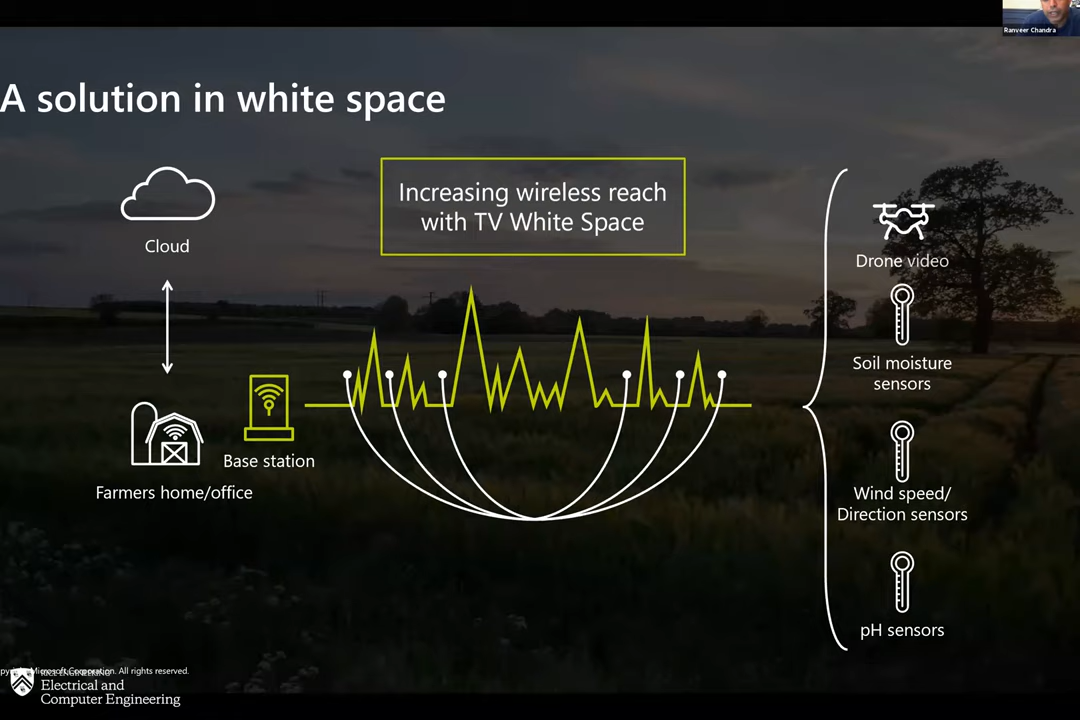 Ranveer Chandra
A solution in white space
Increasing wireless reach
with TV White Space
Cloud
Drone video
Soil moisture
sensors
Base station
Farmers home/office
Wind speed/
Direction sensors
pH sensors
Microsoft Corporation. All rights reserved.
Electrical and
Computer Engineering